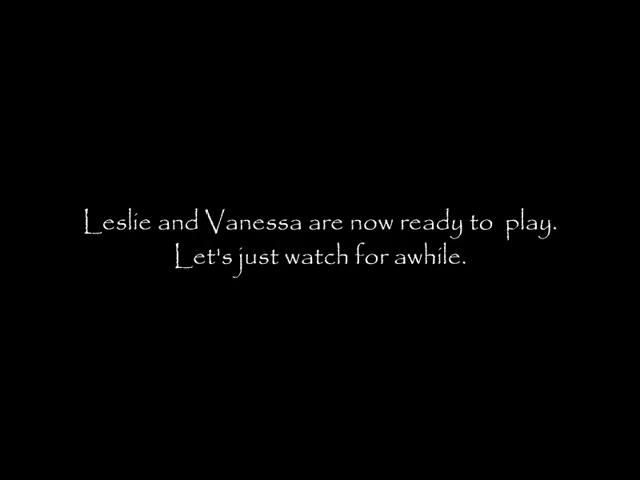 Leslie and Vanessa are now ready to  play.
Let's just watch for awhile.